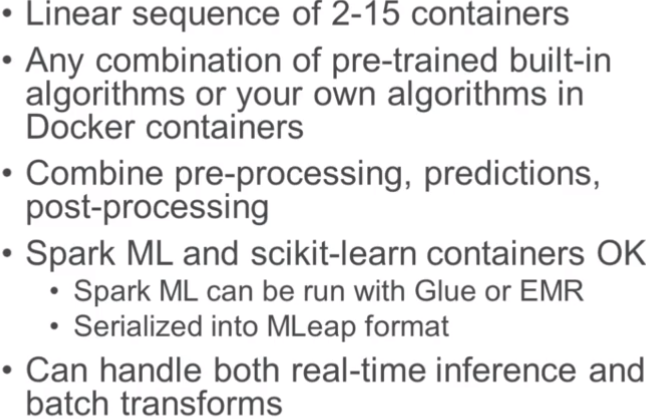 • Linear sequence of 2-15 containers
• Any combination of pre-trained built-in
algorithms or your own algorithms in
Docker containers
• Combine pre-processing, predictions,
post-processing
• Spark ML and scikit-learn containers OK
• Spark ML can be run with Glue or EMR
• Serialized into MLeap format
• Can handle both real-time inference and
batch transforms